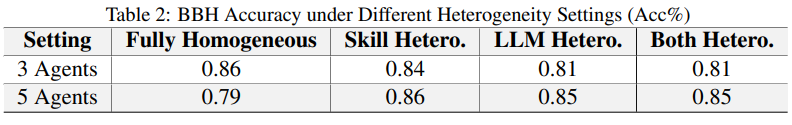 Table 2: BBH Accuracy under Different Heterogeneity Settings (Acc%)
Setting Fully Homogeneous Skill Hetero. LLM Hetero. Both Hetero.
3 Agents 0.86 0.84 0.81 0.81
5 Agents 0.79 0.86 0.85 0.85